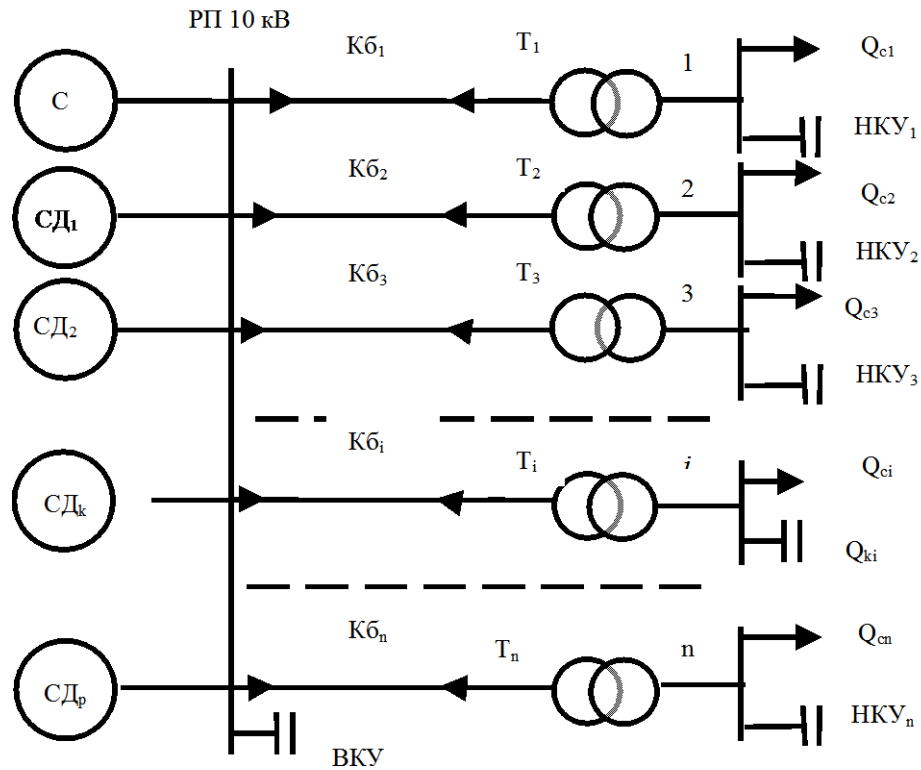 РП 10 кВ
Кб₁ Т₁ 1 Qc1
С
НКУ₁
Кб₂ Т₂ 2 Qc2
СД₁
НКУ₂
Кб₃ Т₃ 3 Qc3
СД₂
НКУ₃
Кбi Тi i Qci
СДk
Qki
Кбn Тn n Qcn
СДp
НКУn
ВКУ